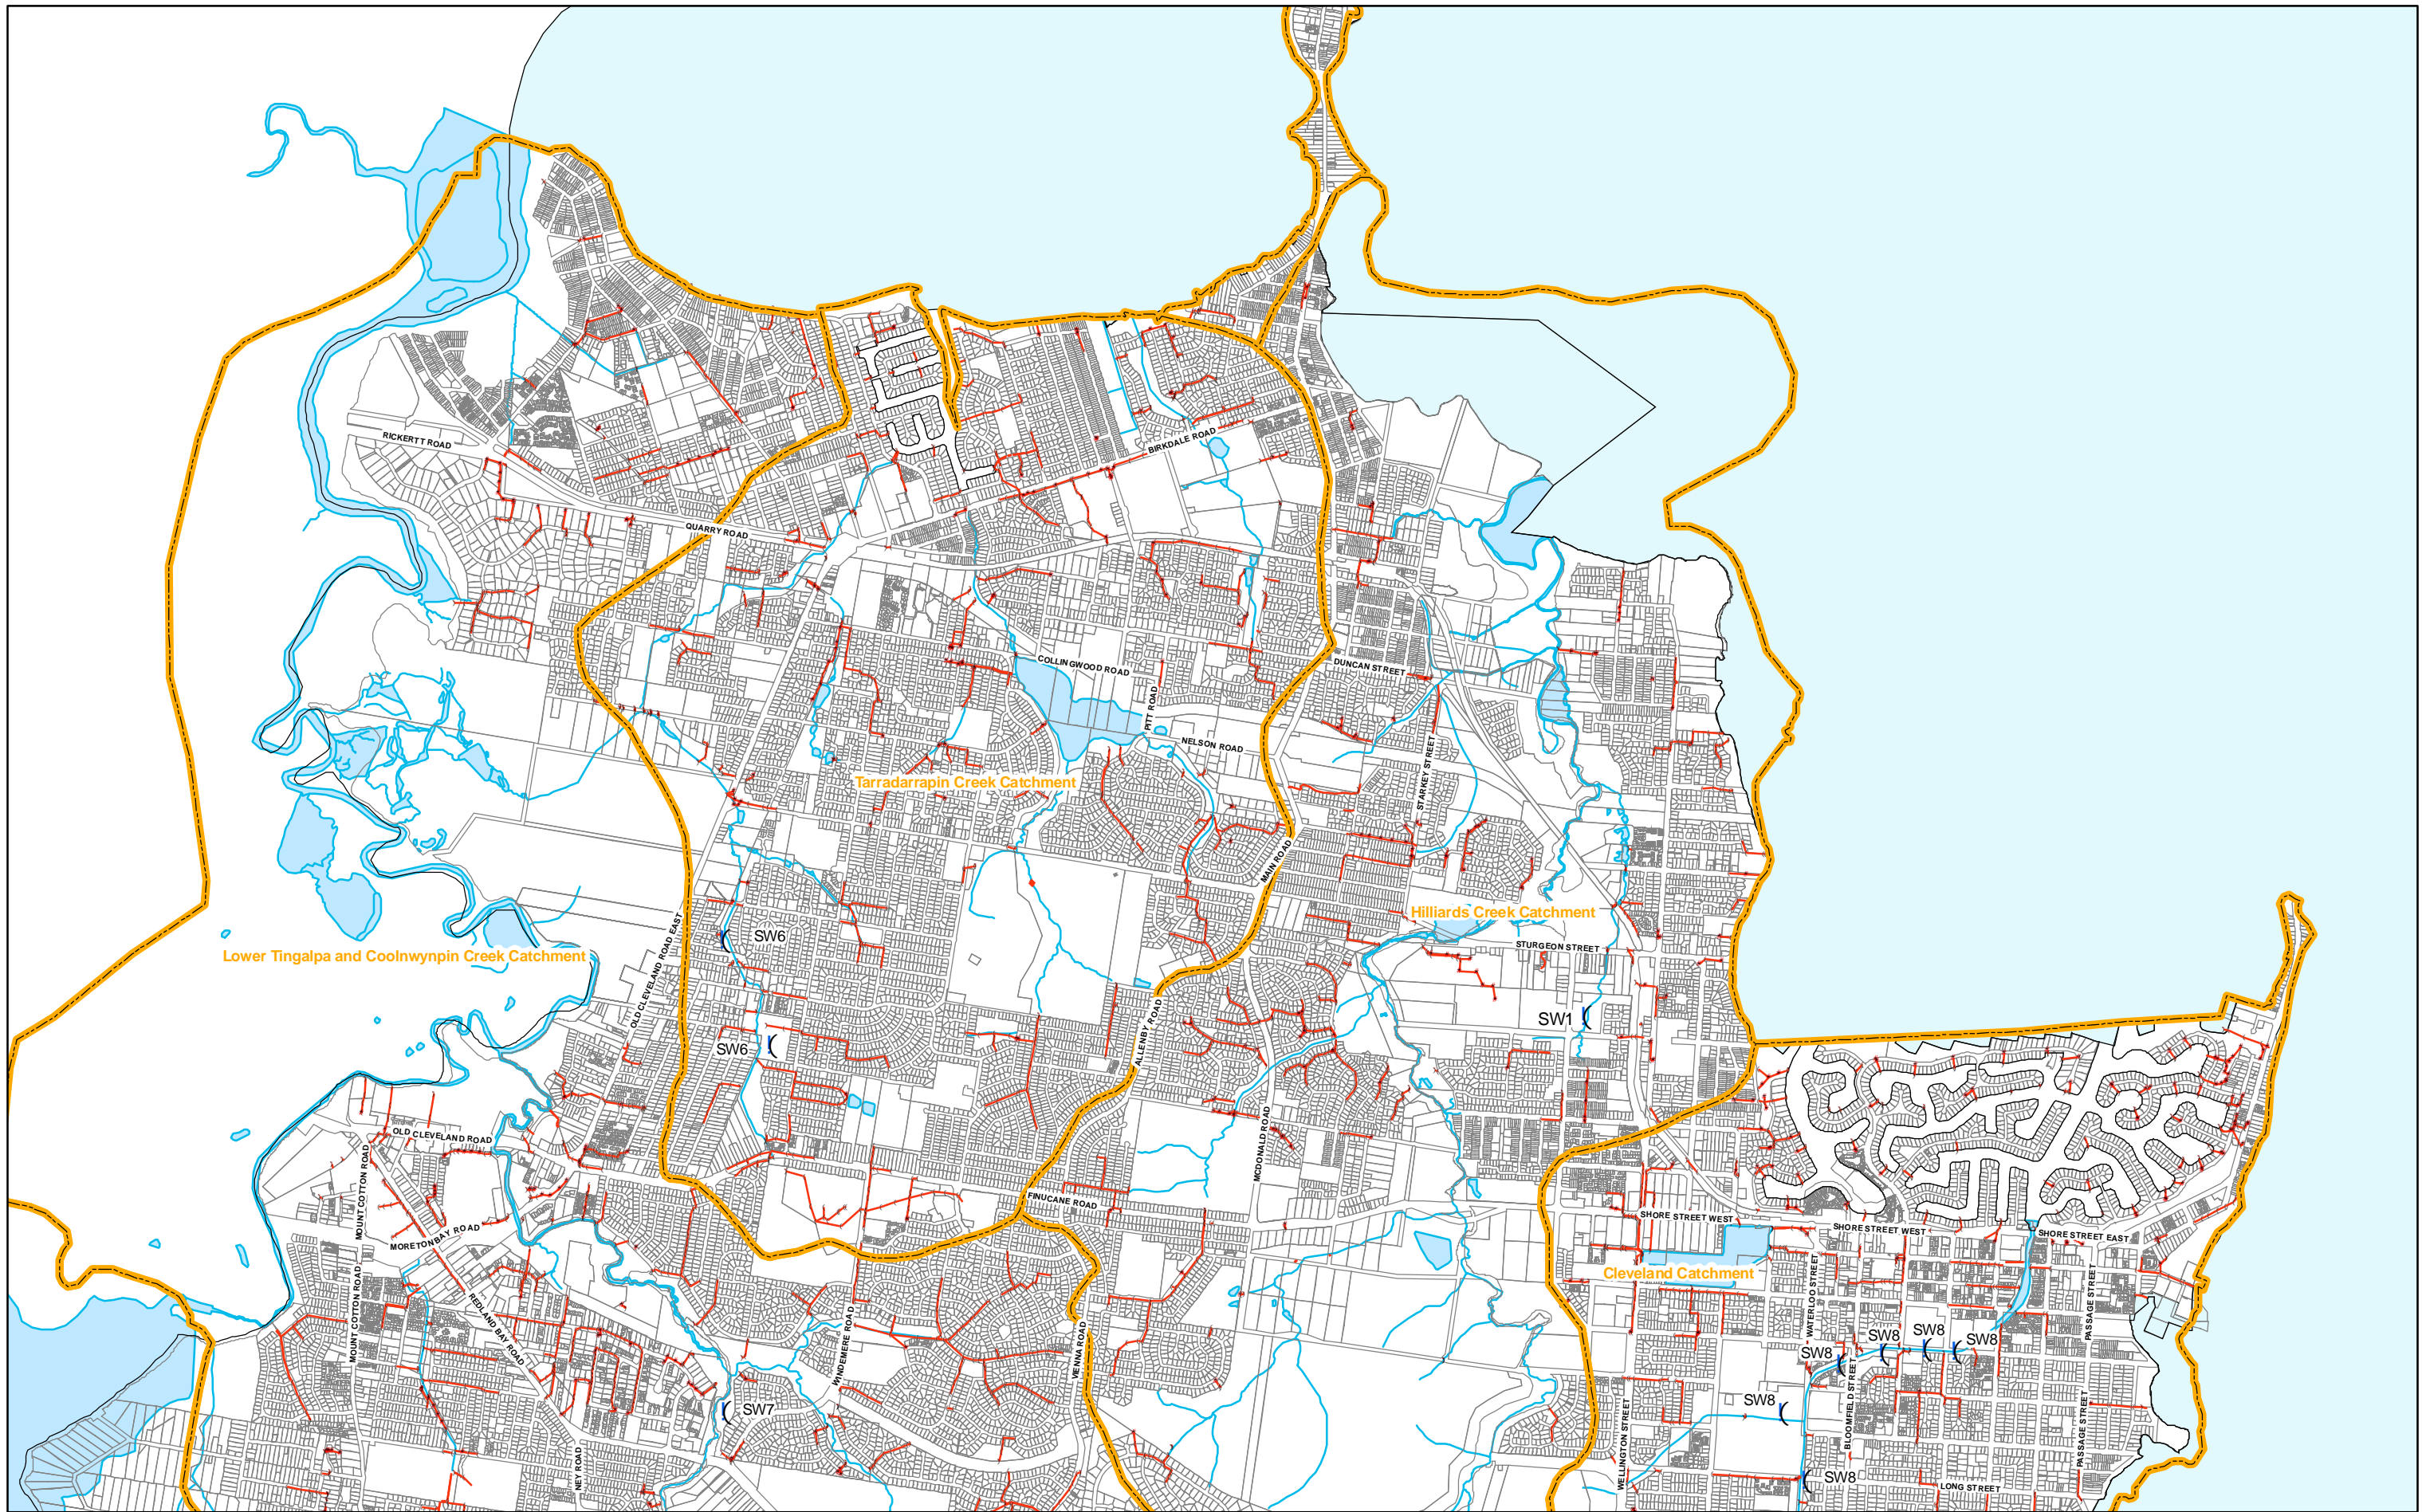 RICKERTT ROAD
BIRKDALE ROAD
QUARRY ROAD
COLLINGWOOD ROAD
DUNCAN STREET
PITT ROAD
NELSON ROAD
STARKEY STREET
Tarradarrapin Creek Catchment
MAIN ROAD
Hilliards Creek Catchment
SW6
STURGEON STREET
Lower Tingalpa and Coolnwynpin Creek Catchment
OLD CLEVELAND ROAD EAST
SW1
ALLENBY ROAD
SW6
OLD CLEVELAND ROAD
MCDONALD ROAD
MOUNT COTTON ROAD
FINUCANE ROAD
SHORE STREET WEST
SHORE STREET WEST
SHORE STREET EAST
MORETONBAY ROAD
Cleveland Catchment
WATERLOO STREET
PASSAGE STREET
MOUNT COTTON ROAD
REDLAND BAY ROAD
WINDEMERE ROAD
VIENNA ROAD
SW8
SW8
SW8
SW8
BLOOMFIELD STREET
SW8
SW7
WELLINGTON STREET
PASSAGE STREET
NEY ROAD
SW8
LONG STREET